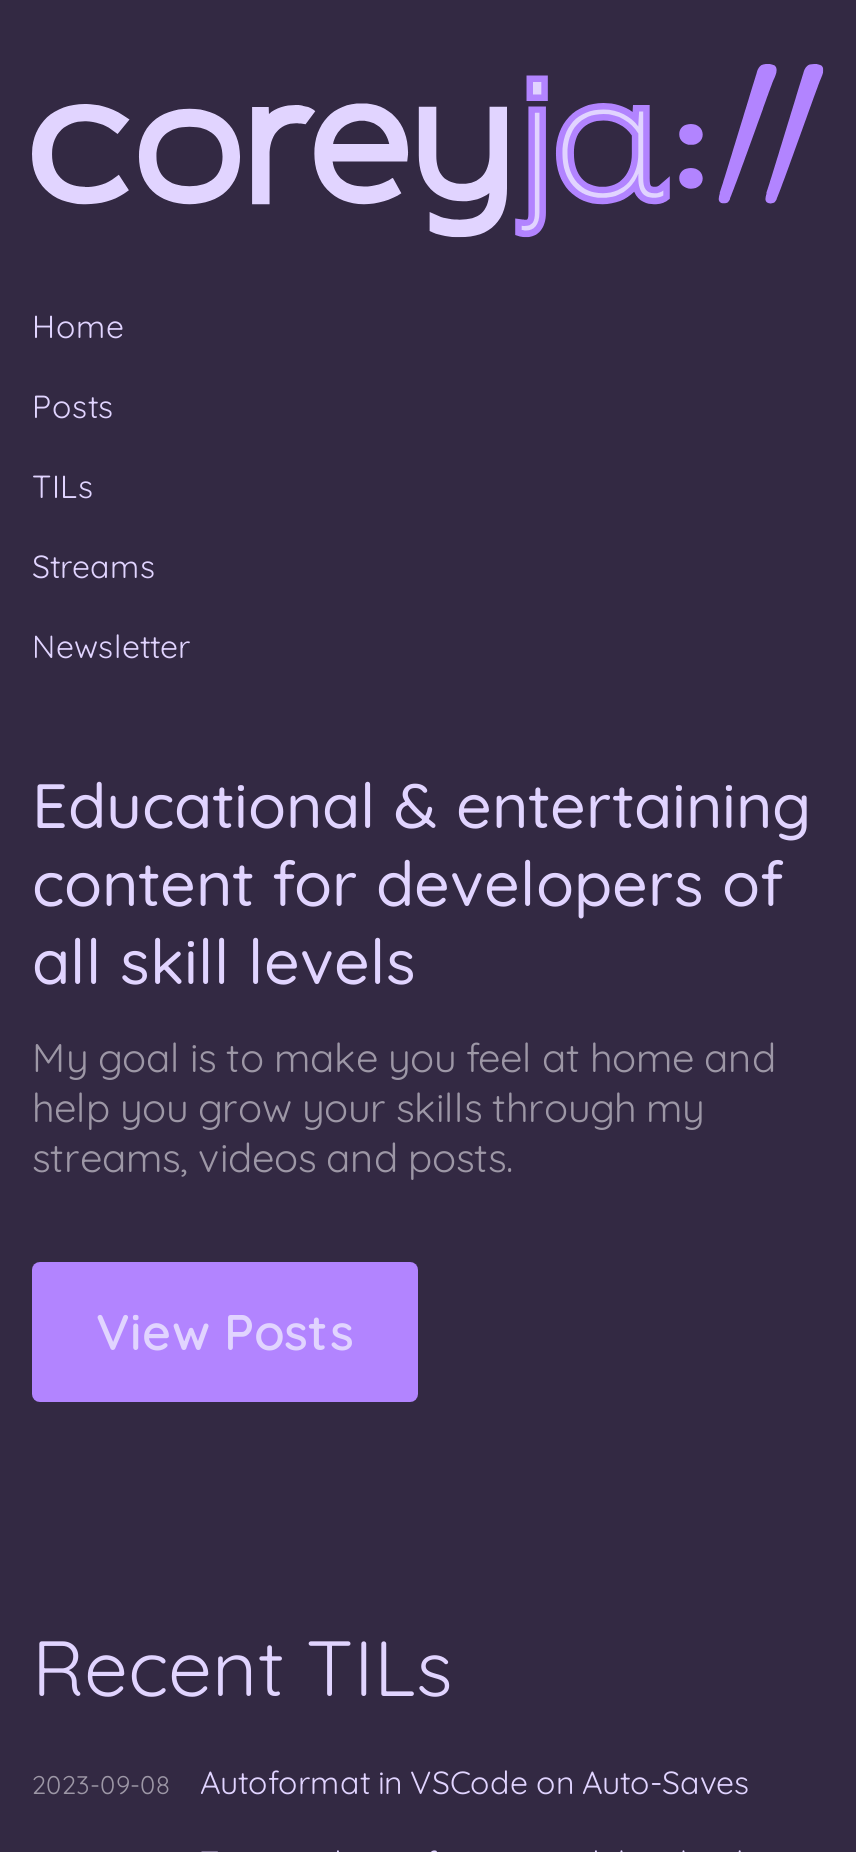 coreyja://
Home
Posts
TILs
Streams
Newsletter
Educational & entertaining
content for developers of
all skill levels
My goal is to make you feel at home and
help you grow your skills through my
streams, videos and posts.
View Posts
Recent TILs
2023-09-08 Autoformat in VSCode on Auto-Saves